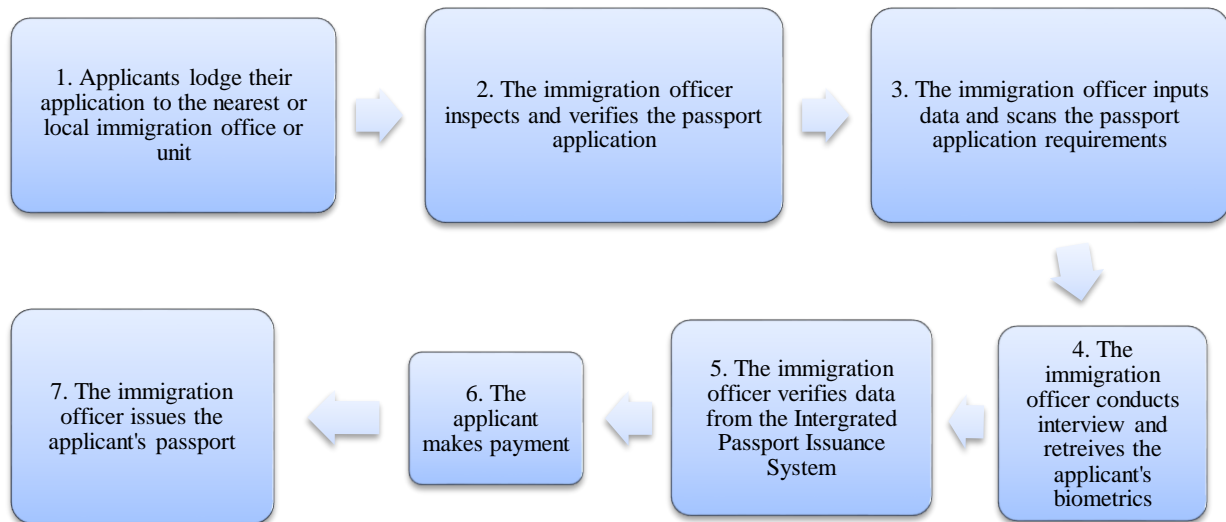 1. Applicants lodge their
application to the nearest or
local immigration office or
unit
2. The immigration officer
inspects and verifies the passport
application
3. The immigration officer inputs
data and scans the passport
application requirements
4. The
immigration
officer conducts
interview and
retreives the
applicant's
biometrics
5. The immigration
officer verifies data
from the Intergrated
Passport Issuance
System
6. The
applicant
makes payment
7. The immigration
officer issues the
applicant's passport